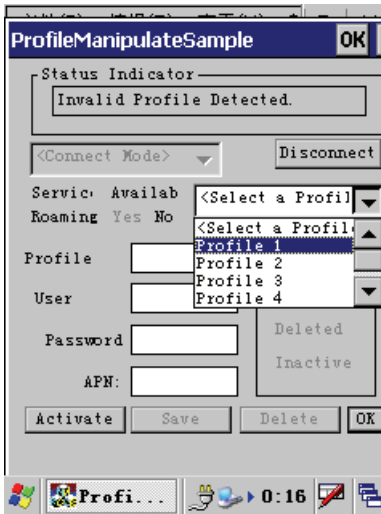 ProfileManipulateSample OK
Status Indicator
Invalid Profile Detected.
<Connect Mode> Disconnect
Servic Availab <Select a Profil
Roaming Yes No
<Select a Profil
Profile 1
Profile 2
Profile 3
Profile 4
Profile
User
Password
Deleted
Inactive
APN:
Activate Save Delete OK
Profi... 0:16